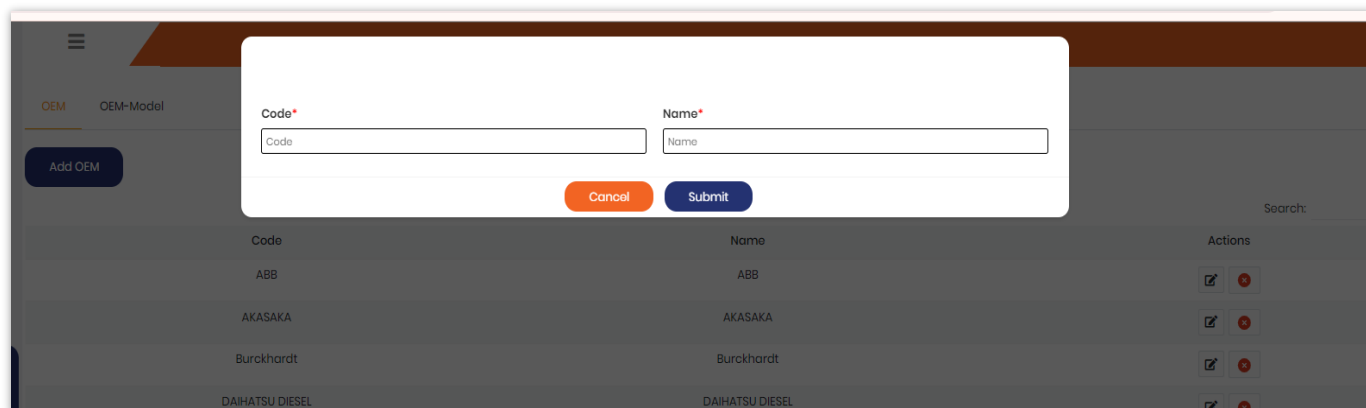 OEM OEM-Model
Code* Name*
Code Name
Add OEM
Cancel Submit
Search:
Code Name Actions
ABB ABB
AKASAKA AKASAKA
Burckhardt Burckhardt
DAIHATSU DIESEL DAIHATSU DIESEL